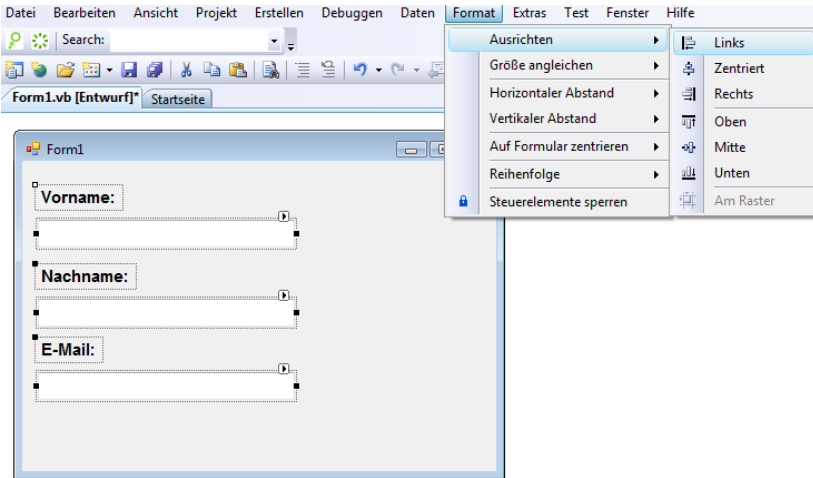 Datei Bearbeiten Ansicht Projekt Erstellen Debuggen Daten Format Extras Test Fenster Hilfe
Search:
Form1.vb [Entwurf]* Startseite
Ausrichten
Größe angleichen
Horizontaler Abstand
Vertikaler Abstand
Auf Formular zentrieren
Reihenfolge
Steuerelemente sperren
Links
Zentriert
Rechts
Oben
Mitte
Unten
Am Raster
Form1
Vorname:
Nachname:
E-Mail: